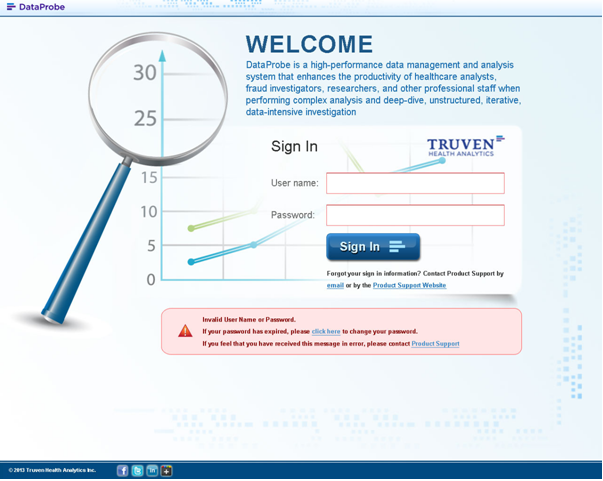 DataProbe
WELCOME
DataProbe is a high-performance data management and analysis
system that enhances the productivity of healthcare analysts,
fraud investigators, researchers, and other professional staff when
performing complex analysis and deep-dive, unstructured, iterative,
data-intensive investigation
30
25
15
10
5
0
Sign In
TRUVEN
HEALTH ANALYTICS
User name:
Password:
Sign In
Forgot your sign in information? Contact Product Support by
email or by the Product Support Website
Invalid User Name or Password.
If your password has expired, please click here to change your password.
If you feel that you have received this message in error, please contact Product Support
© 2013 Truven Health Analytics Inc.
f
t
in
+